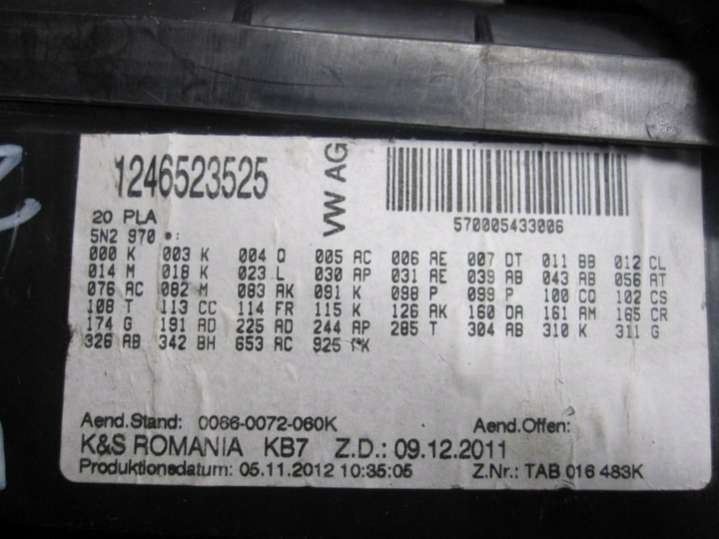 1246523525
VW AG
570005433006
20 PLA
5N2 970
000 K 003 K 004 Q 005 AC 006 AE 007 DT 011 BB 012 CL
014 M 018 K 023 L 030 AP 031 AE 039 AB 043 AB 056 AT
076 AC 082 M 083 AK 091 K 098 P 099 P 100 CQ 102 CS
108 T 113 CC 114 FR 115 K 126 AK 160 DA 161 AM 165 CR
174 G 191 AD 225 AD 244 AP 285 T 304 AB 310 K 311 G
326 AB 342 BH 653 AC 925
Aend.Stand: 0066-0072-060K Aend.Offen:
K&S ROMANIA KB7 Z.D.: 09.12.2011
Produktionsdatum: 05.11.2012 10:35:05 Z.Nr.: TAB 016 483K